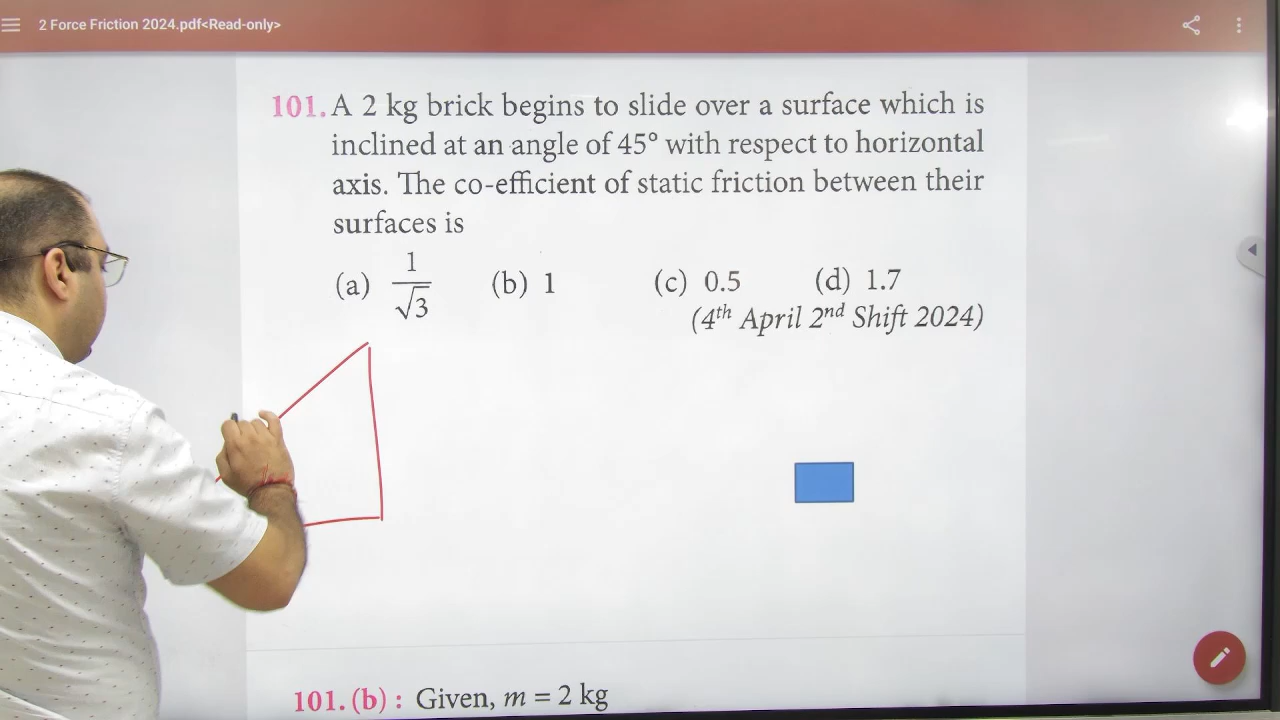 2 Force Friction 2024.pdf<Read-only>
101. A 2 kg brick begins to slide over a surface which is
inclined at an angle of 45° with respect to horizontal
axis. The co-efficient of static friction between their
surfaces is
(a) 1/√3 (b) 1 (c) 0.5 (d) 1.7
(4th April 2nd Shift 2024)
101. (b) : Given, m = 2 kg